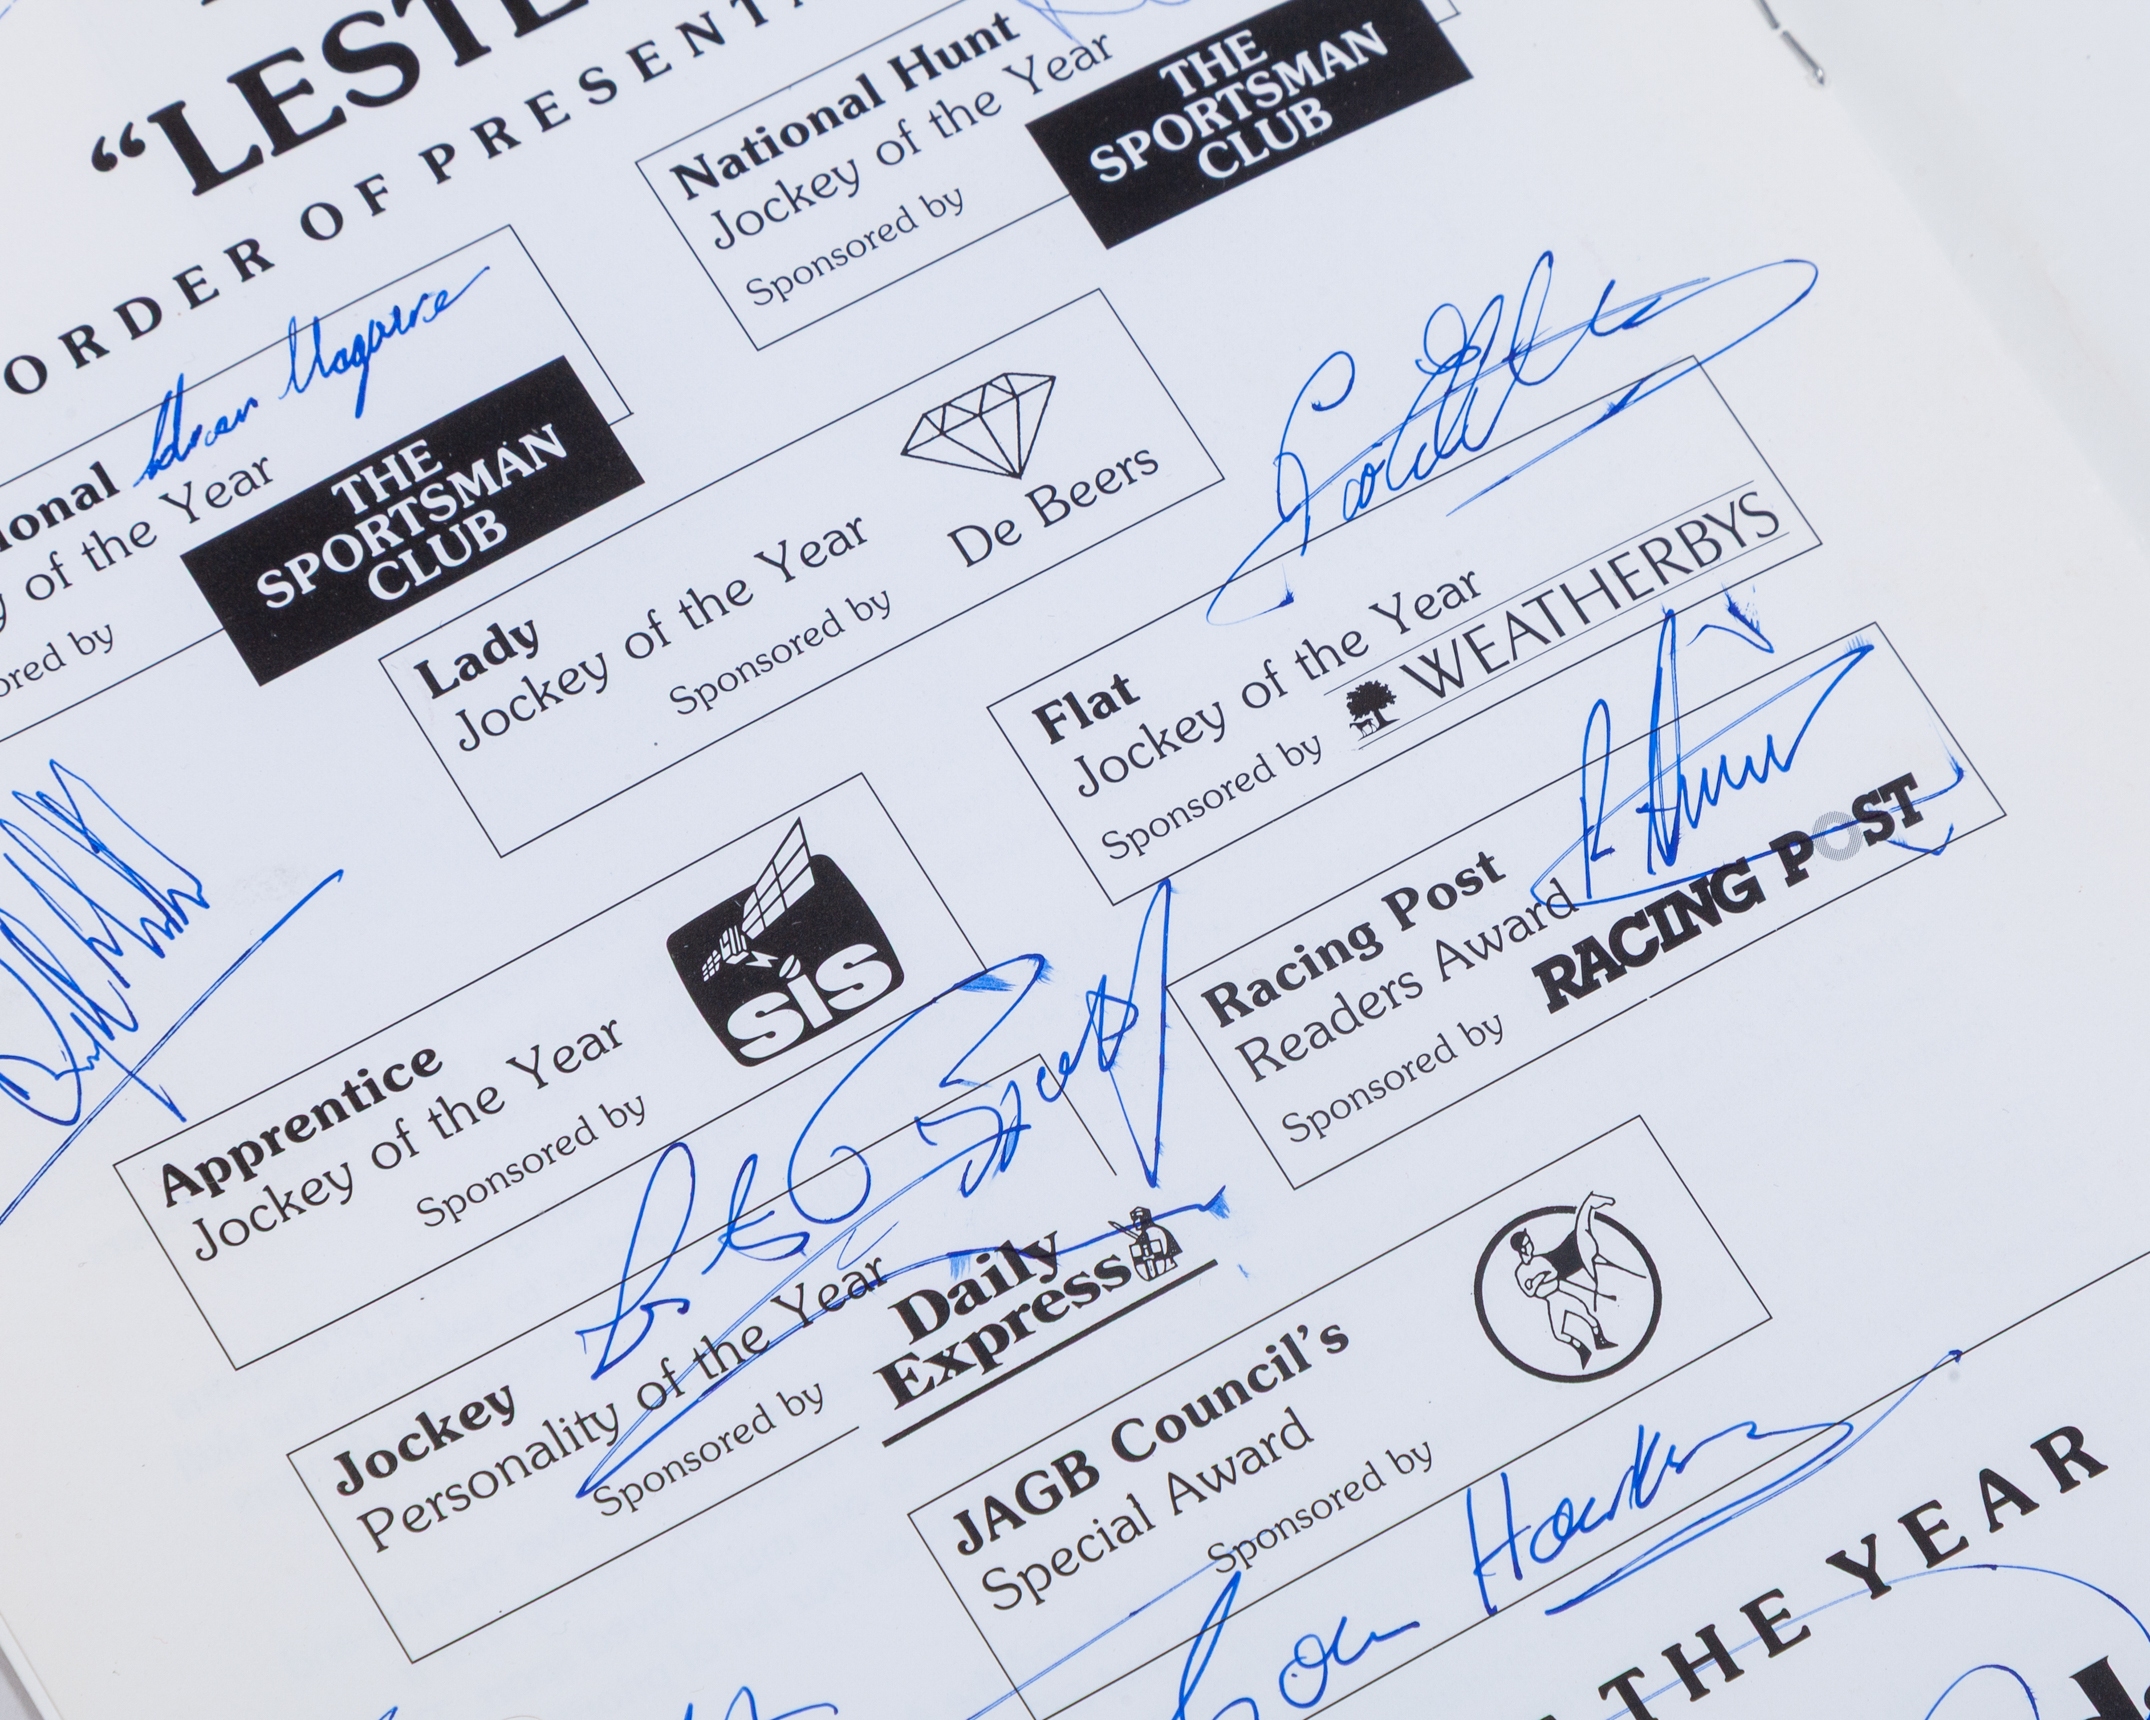 “LESTE
ORDER OF PRESENT
National Hunt
Jockey of the Year
Sponsored by
THE
SPORTSMAN
CLUB
ional
of the Year
ored by
THE
SPORTSMAN
CLUB
Lady
Jockey of the Year
Sponsored by
De Beers
Flat
Jockey of the Year
Sponsored by
WEATHERBYS
Apprentice
Jockey of the Year
Sponsored by
sis
Racing Post
Readers Award
Sponsored by
RACING POST
Jockey
Personality of the Year
Sponsored by
Daily
Express
JAGB Council's
Special Award
Sponsored by
THE YEAR